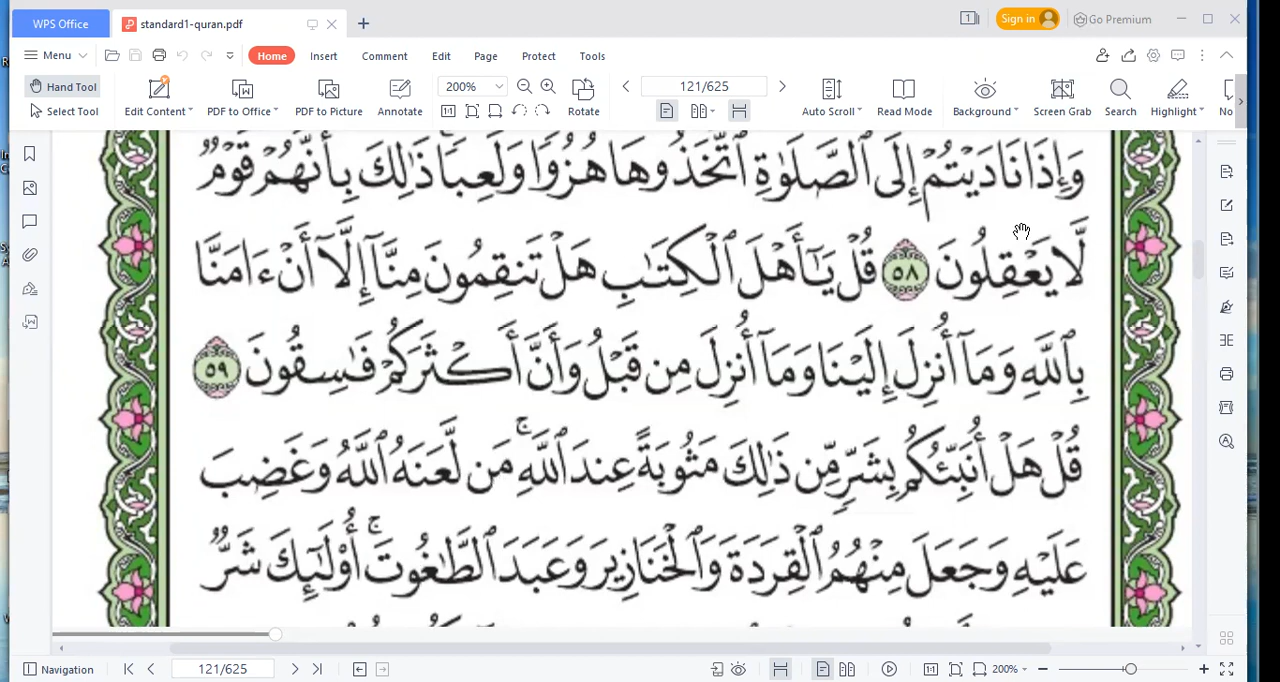 WPS Office
standard1-quran.pdf
1
Sign in
Go Premium
Menu
Home
Insert
Comment
Edit
Page
Protect
Tools
Hand Tool
Select Tool
Edit Content
PDF to Office
PDF to Picture
Annotate
200%
121/625
Rotate
Auto Scroll
Read Mode
Background
Screen Grab
Search
Highlight
No
وَإِذَا نَادَيْتُمْ إِلَى ٱلصَّلَوٰةِ ٱتَّخَذُوهَا هُزُوًا وَلَعِبًا ۚ ذَٰلِكَ بِأَنَّهُمْ قَوْمٌ
لَّا يَعْقِلُونَ ٥٨ قُلْ يَـٰٓأَهْلَ ٱلْكِتَـٰبِ هَلْ تَنقِمُونَ مِنَّآ إِلَّآ أَنْ ءَامَنَّا
بِٱللَّهِ وَمَآ أُنزِلَ إِلَيْنَا وَمَآ أُنزِلَ مِن قَبْلُ وَأَنَّ أَكْثَرَكُمْ فَـٰسِقُونَ ٥٩
قُلْ هَلْ أُنَبِّئُكُم بِشَرٍّ مِّن ذَٰلِكَ مَثُوبَةً عِندَ ٱللَّهِ ۚ مَن لَّعَنَهُ ٱللَّهُ وَغَضِبَ
عَلَيْهِ وَجَعَلَ مِنْهُمُ ٱلْقِرَدَةَ وَٱلْخَنَازِيرَ وَعَبَدَ ٱلطَّـٰغُوتَ ۚ أُو۟لَـٰٓئِكَ شَرٌّ
Navigation
121/625
200%